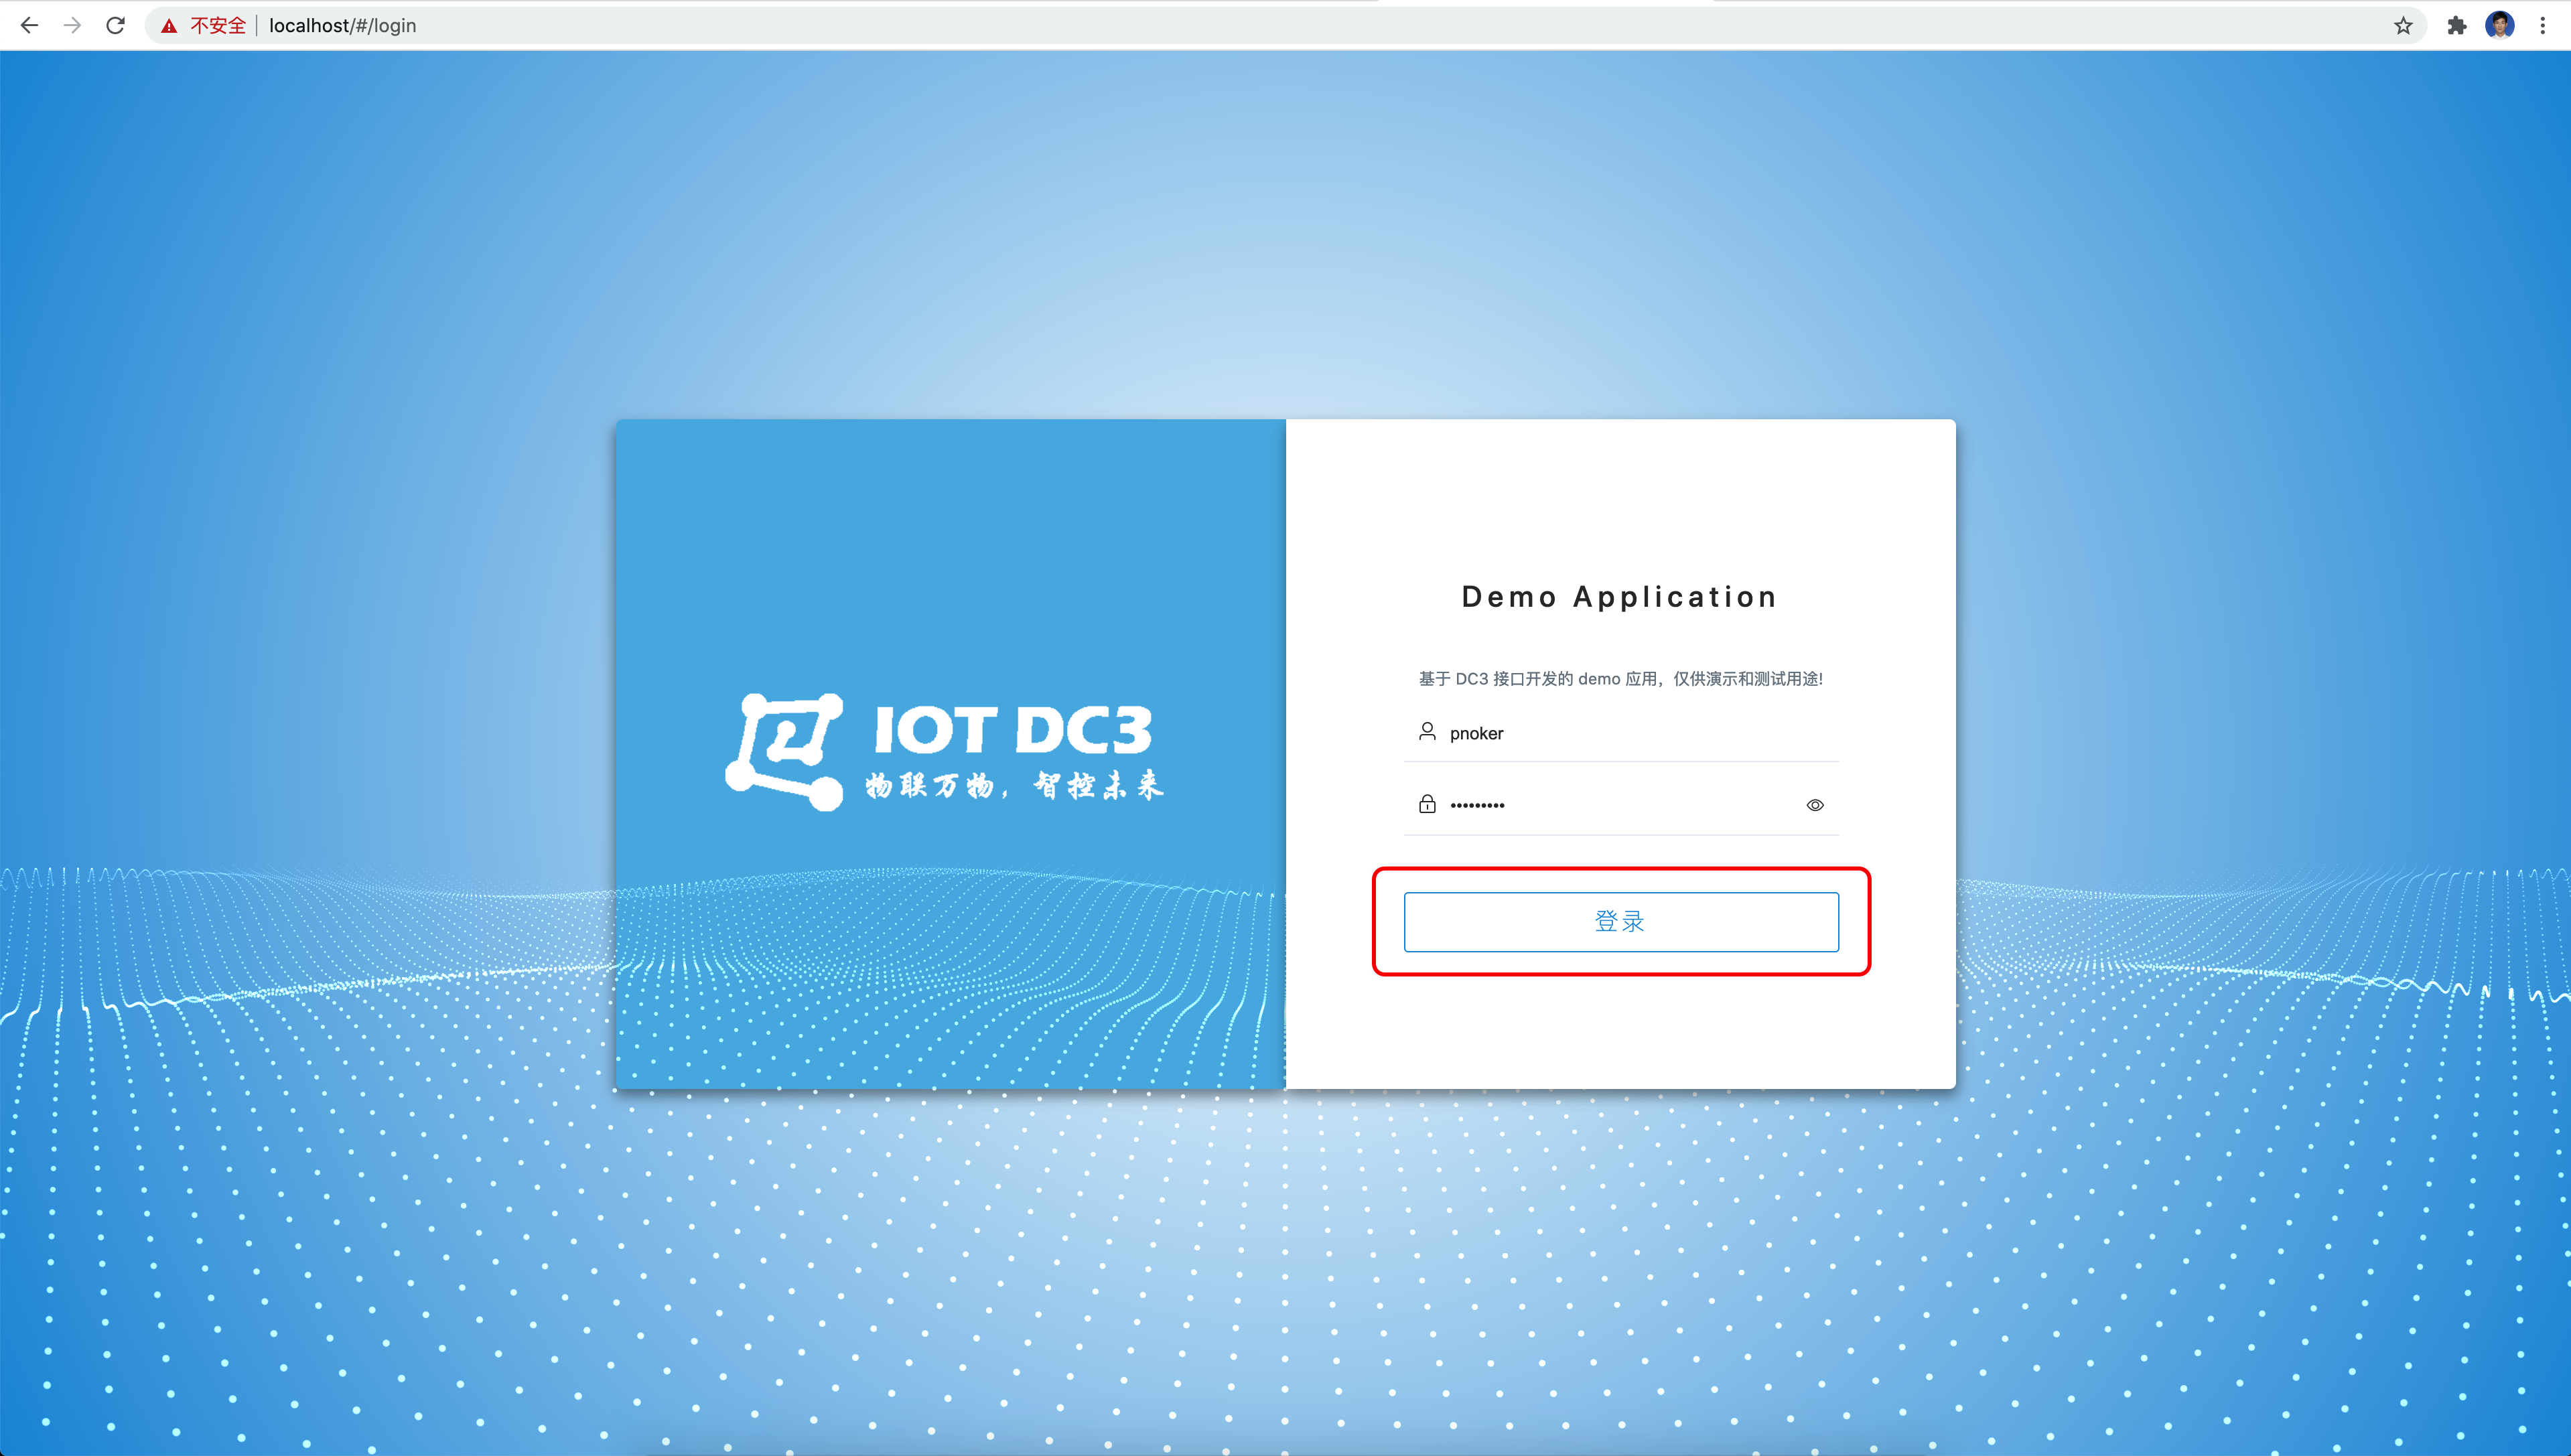 不安全 localhost/#/login
IOT DC3
物联万物，智控未来
Demo Application
基于 DC3 接口开发的 demo 应用，仅供演示和测试用途!
pnoker
•••••••••
登录